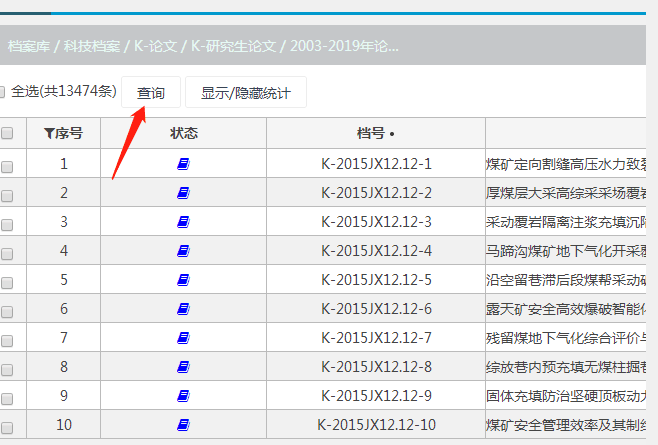 档案库 / 科技档案 / K-论文 / K-研究生论文 / 2003-2019年论...
全选(共13474条) 查询 显示/隐藏统计
序号 状态 档号
1 K-2015JX12.12-1 煤矿定向割缝高压水力致裂
2 K-2015JX12.12-2 厚煤层大采高综采采场覆岩
3 K-2015JX12.12-3 采动覆岩隔离注浆充填沉陷
4 K-2015JX12.12-4 马蹄沟煤矿地下气化开采覆
5 K-2015JX12.12-5 沿空留巷滞后段煤帮采动破
6 K-2015JX12.12-6 露天矿安全高效爆破智能化
7 K-2015JX12.12-7 残留煤地下气化综合评价与
8 K-2015JX12.12-8 综放巷内预充填无煤柱掘巷
9 K-2015JX12.12-9 固体充填防治坚硬顶板动力
10 K-2015JX12.12-10 煤矿安全管理效率及其制约